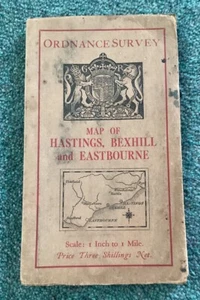 ORDNANCE SURVEY
MAP OF
HASTINGS, BEXHILL
and EASTBOURNE
Scale: 1 Inch to 1 Mile.
Price Three Shillings Net.